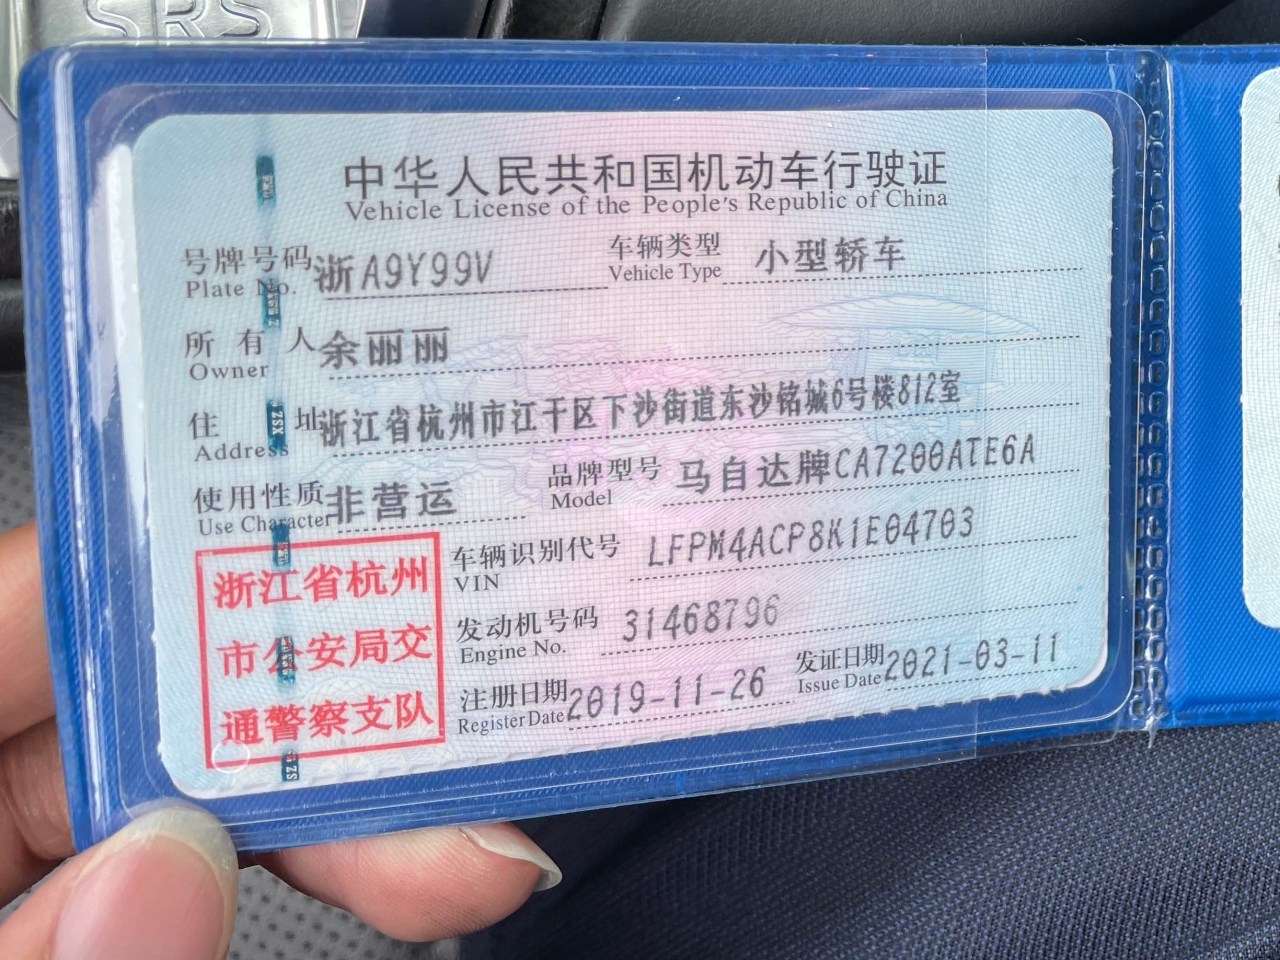 SRS
中华人民共和国机动车行驶证
Vehicle License of the People's Republic of China
号牌号码 浙A9Y99V 车辆类型 小型轿车
Plate No. Vehicle Type
所有人 余丽丽
Owner
住址 浙江省杭州市江干区下沙街道东沙铭城6号楼812室
Address
使用性质 非营运 品牌型号 马自达牌CA7200ATE6A
Use Character Model
车辆识别代号 LFPM4ACP8K1E04703
VIN
发动机号码 31468796
Engine No.
注册日期 2019-11-26 发证日期 2021-03-11
Register Date Issue Date
浙江省杭州
市公安局交
通警察支队